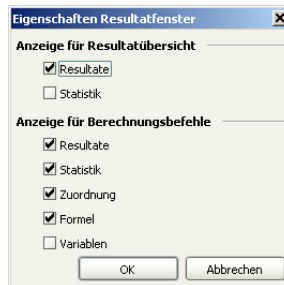 Eigenschaften Resultatfenster
Anzeige für Resultatübersicht
Resultate
Statistik
Anzeige für Berechnungsbefehle
Resultate
Statistik
Zuordnung
Formel
Variablen
OK Abbrechen